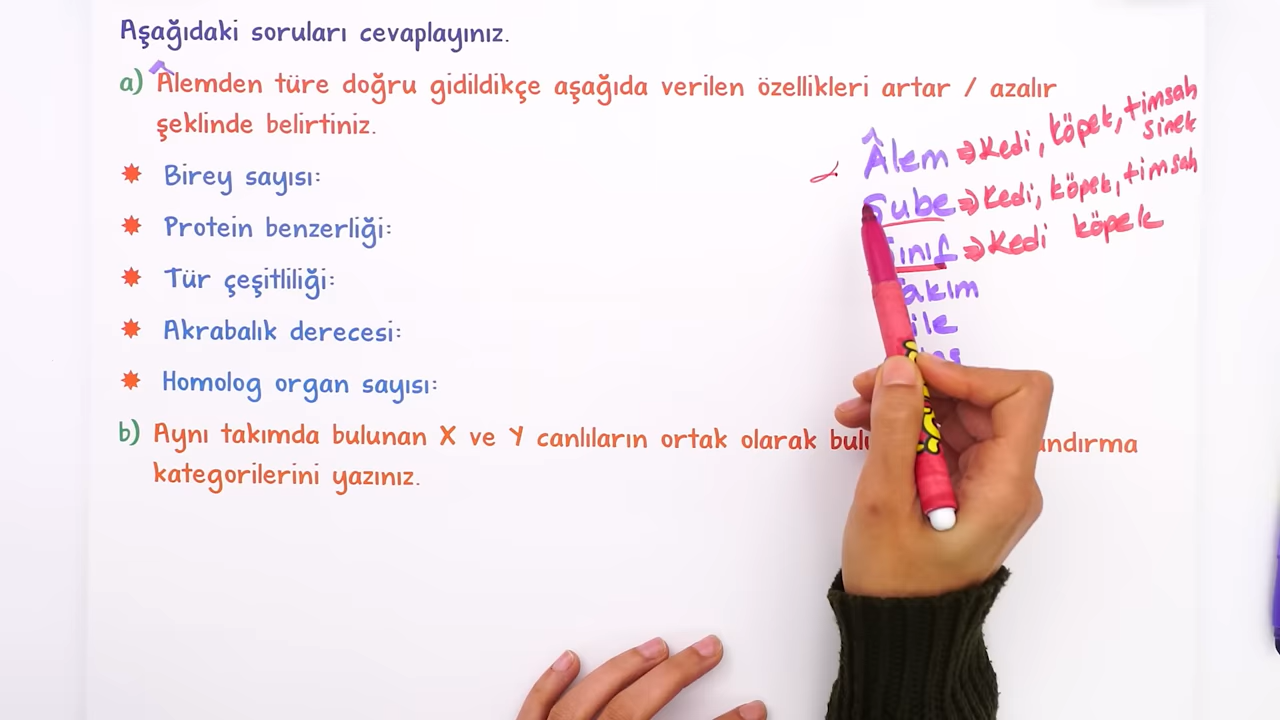 Aşağıdaki soruları cevaplayınız.
a) Âlemden türe doğru gidildikçe aşağıda verilen özellikleri artar / azalır
şeklinde belirtiniz.
Birey sayısı:
Protein benzerliği:
Tür çeşitliliği:
Akrabalık derecesi:
Homolog organ sayısı:
b) Aynı takımda bulunan X ve Y canlıların ortak olarak
kategorilerini yazınız.
Âlem ⇒ Kedi, köpek, timsah
sinek
Şube ⇒ Kedi, köpek, timsah
Sınıf ⇒ Kedi köpek